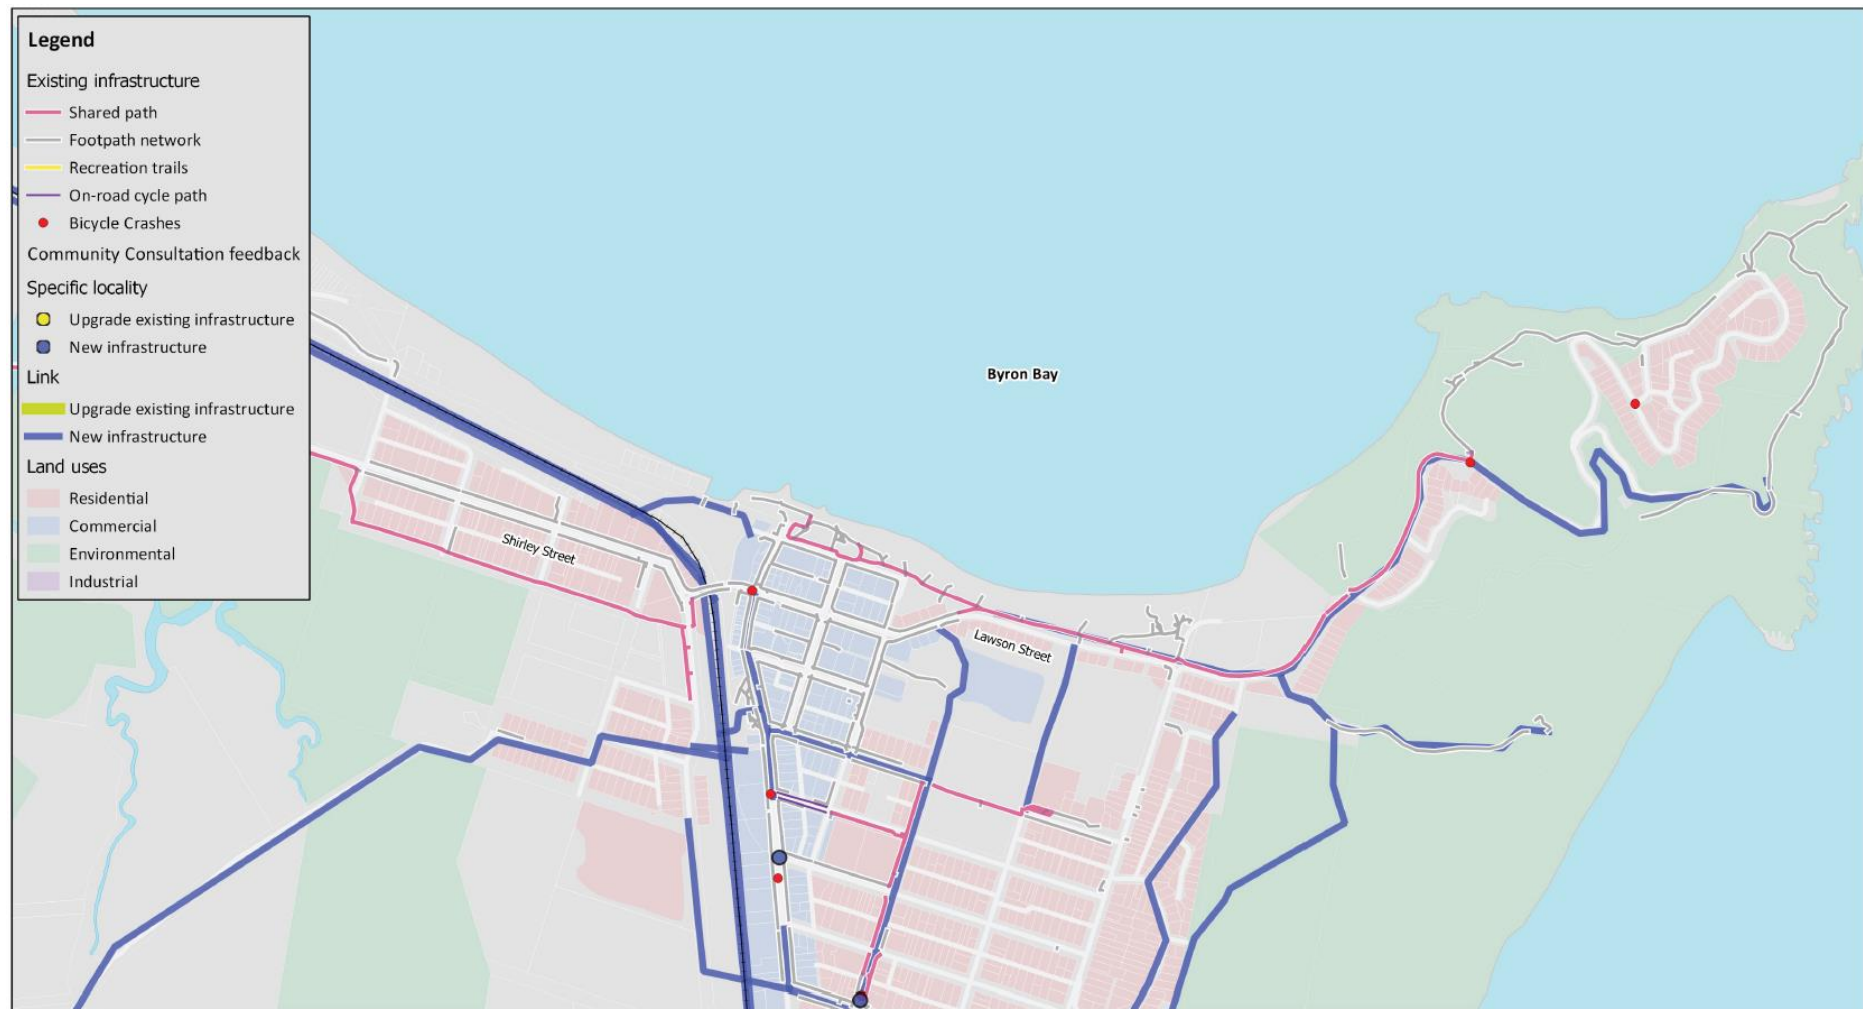 Legend
Existing infrastructure
Shared path
Footpath network
Recreation trails
On-road cycle path
Bicycle Crashes
Community Consultation feedback
Specific locality
Upgrade existing infrastructure
New infrastructure
Link
Upgrade existing infrastructure
New infrastructure
Land uses
Residential
Commercial
Environmental
Industrial
Byron Bay
Shirley Street
Lawson Street